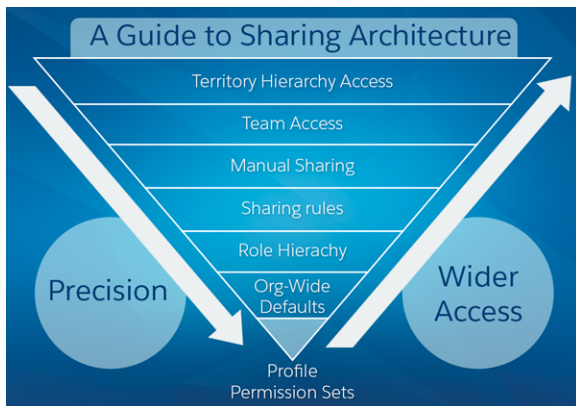 A Guide to Sharing Architecture
Territory Hierarchy Access
Team Access
Manual Sharing
Sharing rules
Role Hierachy
Org-Wide
Defaults
Precision
Wider
Access
Profile
Permission Sets